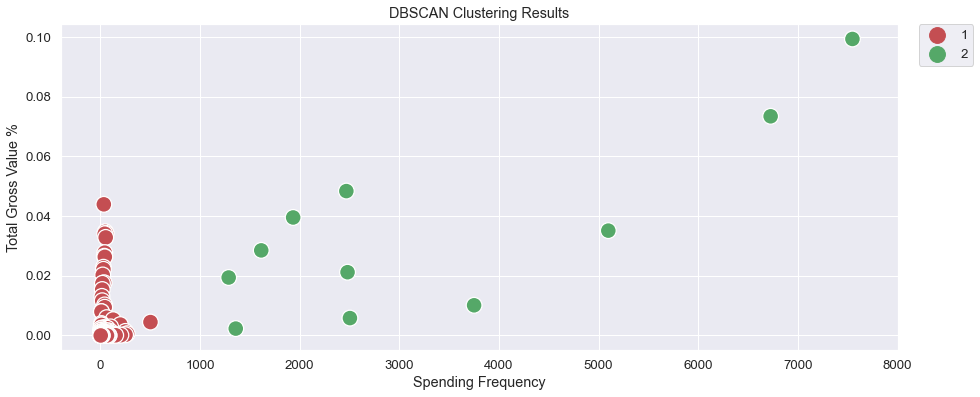 DBSCAN Clustering Results
1
2
0.10
0.08
0.06
0.04
0.02
0.00
Total Gross Value %
0 1000 2000 3000 4000 5000 6000 7000 8000
Spending Frequency